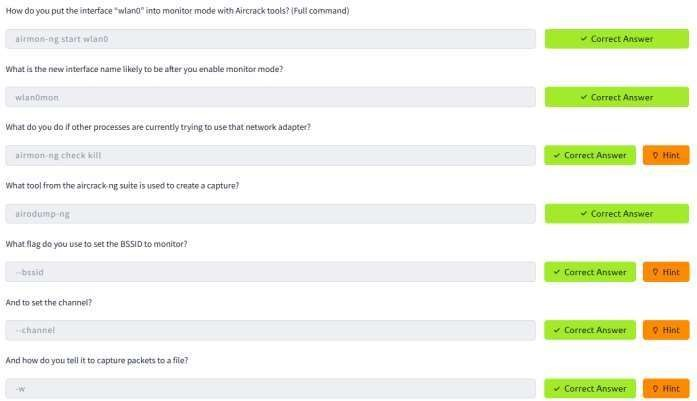 How do you put the interface “wlan0” into monitor mode with Aircrack tools? (Full command)
airmon-ng start wlan0
✓ Correct Answer
What is the new interface name likely to be after you enable monitor mode?
wlan0mon
✓ Correct Answer
What do you do if other processes are currently trying to use that network adapter?
airmon-ng check kill
✓ Correct Answer
Hint
What tool from the aircrack-ng suite is used to create a capture?
airodump-ng
✓ Correct Answer
What flag do you use to set the BSSID to monitor?
--bssid
✓ Correct Answer
Hint
And to set the channel?
--channel
✓ Correct Answer
Hint
And how do you tell it to capture packets to a file?
-w
✓ Correct Answer
Hint